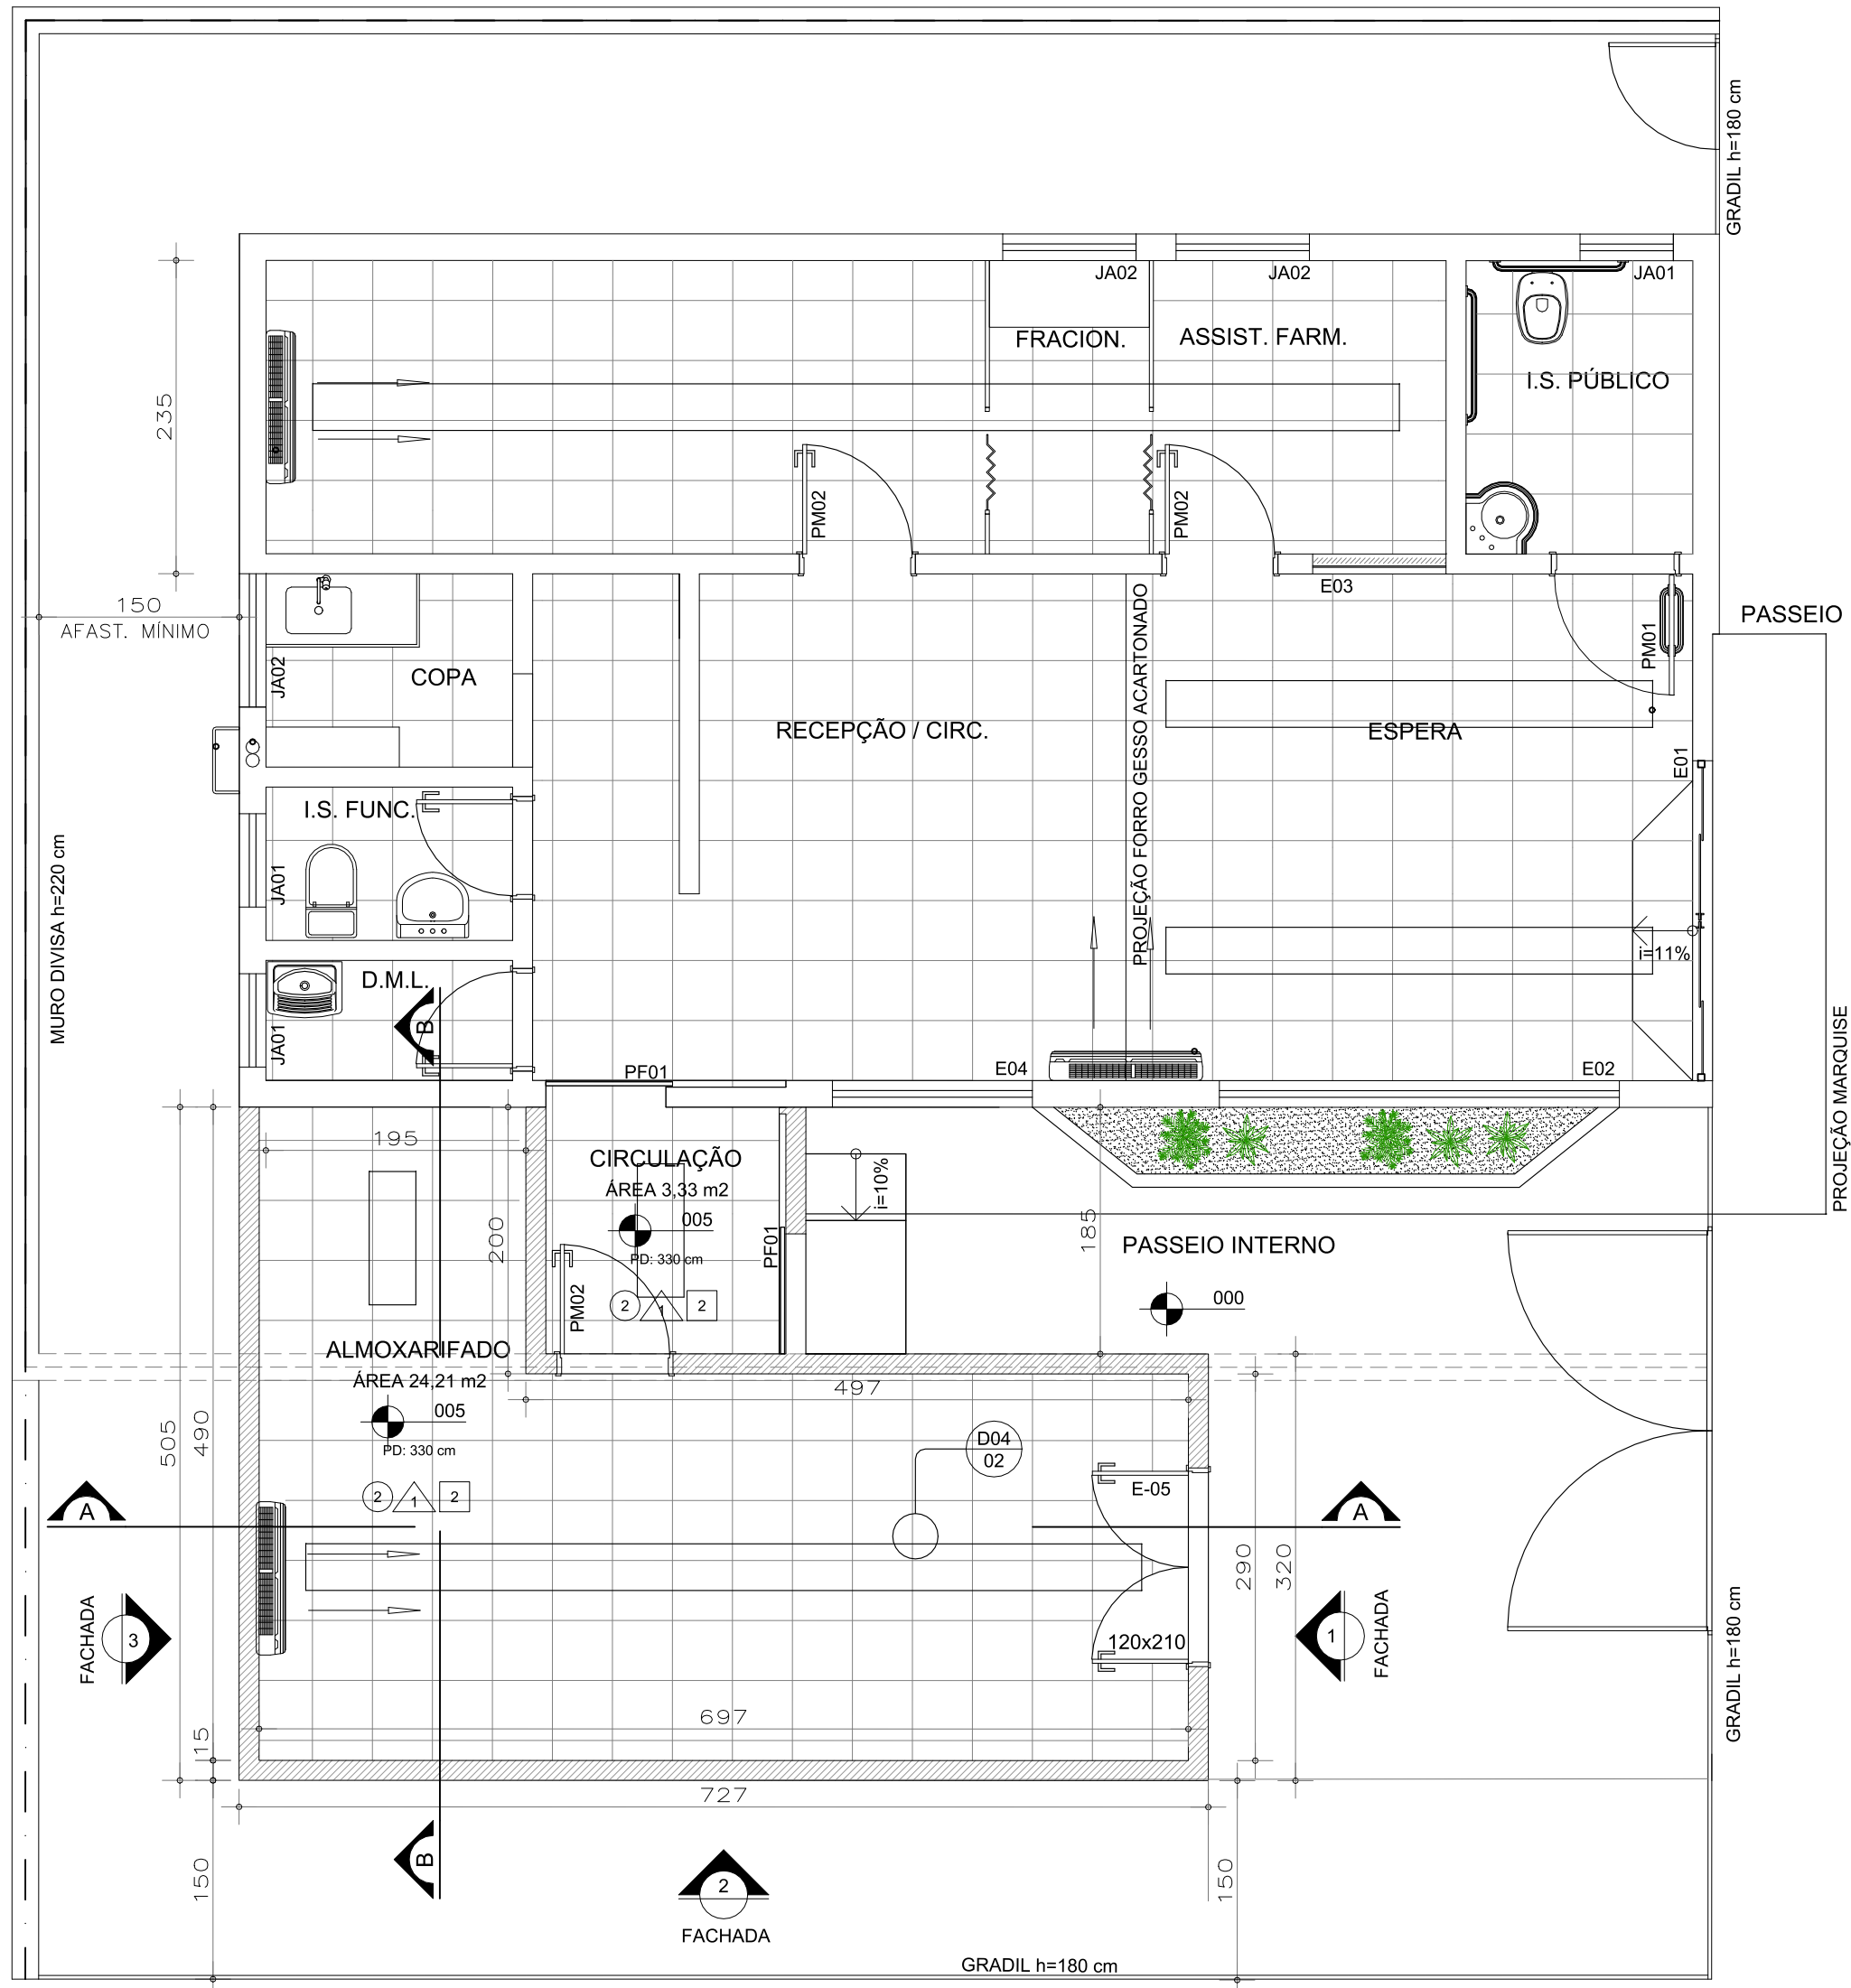 GRADIL h=180 cm
JA02
JA02
JA01
FRACION.
ASSIST. FARM.
I.S. PÚBLICO
235
PM02
PM02
E03
150
AFAST. MÍNIMO
PASSEIO
JA02
COPA
PM01
RECEPÇÃO / CIRC.
PROJEÇÃO FORRO GESSO ACARTONADO
ESPERA
E01
I.S. FUNC.
JA01
MURO DIVISA h=220 cm
i=11%
D.M.L.
B
JA01
PF01
E04
E02
PROJEÇÃO MARQUISE
195
CIRCULAÇÃO
ÁREA 3,33 m2
005
PD: 330 cm
200
PF01
i=10%
185
PASSEIO INTERNO
000
PM02
2
1
2
ALMOXARIFADO
ÁREA 24,21 m2
005
PD: 330 cm
497
505
490
D04
02
2
1
2
A
E-05
A
290
320
FACHADA
3
120x210
1
FACHADA
GRADIL h=180 cm
697
15
727
150
B
2
FACHADA
150
GRADIL h=180 cm